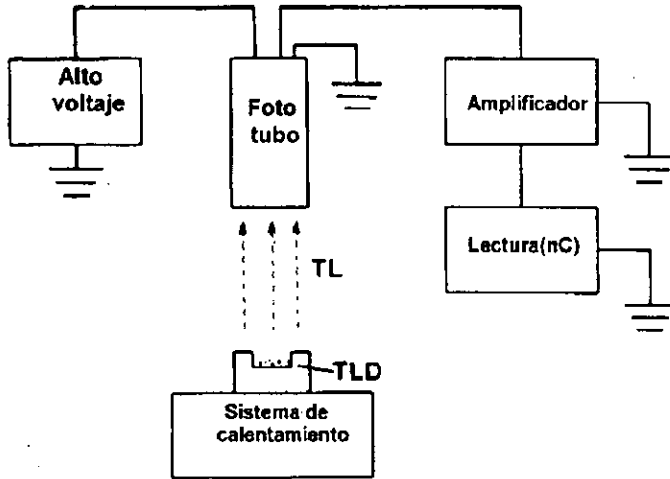 Alto
voltaje
Foto
tubo
Amplificador
Lectura(nC)
TL
TLD
Sistema de
calentamiento